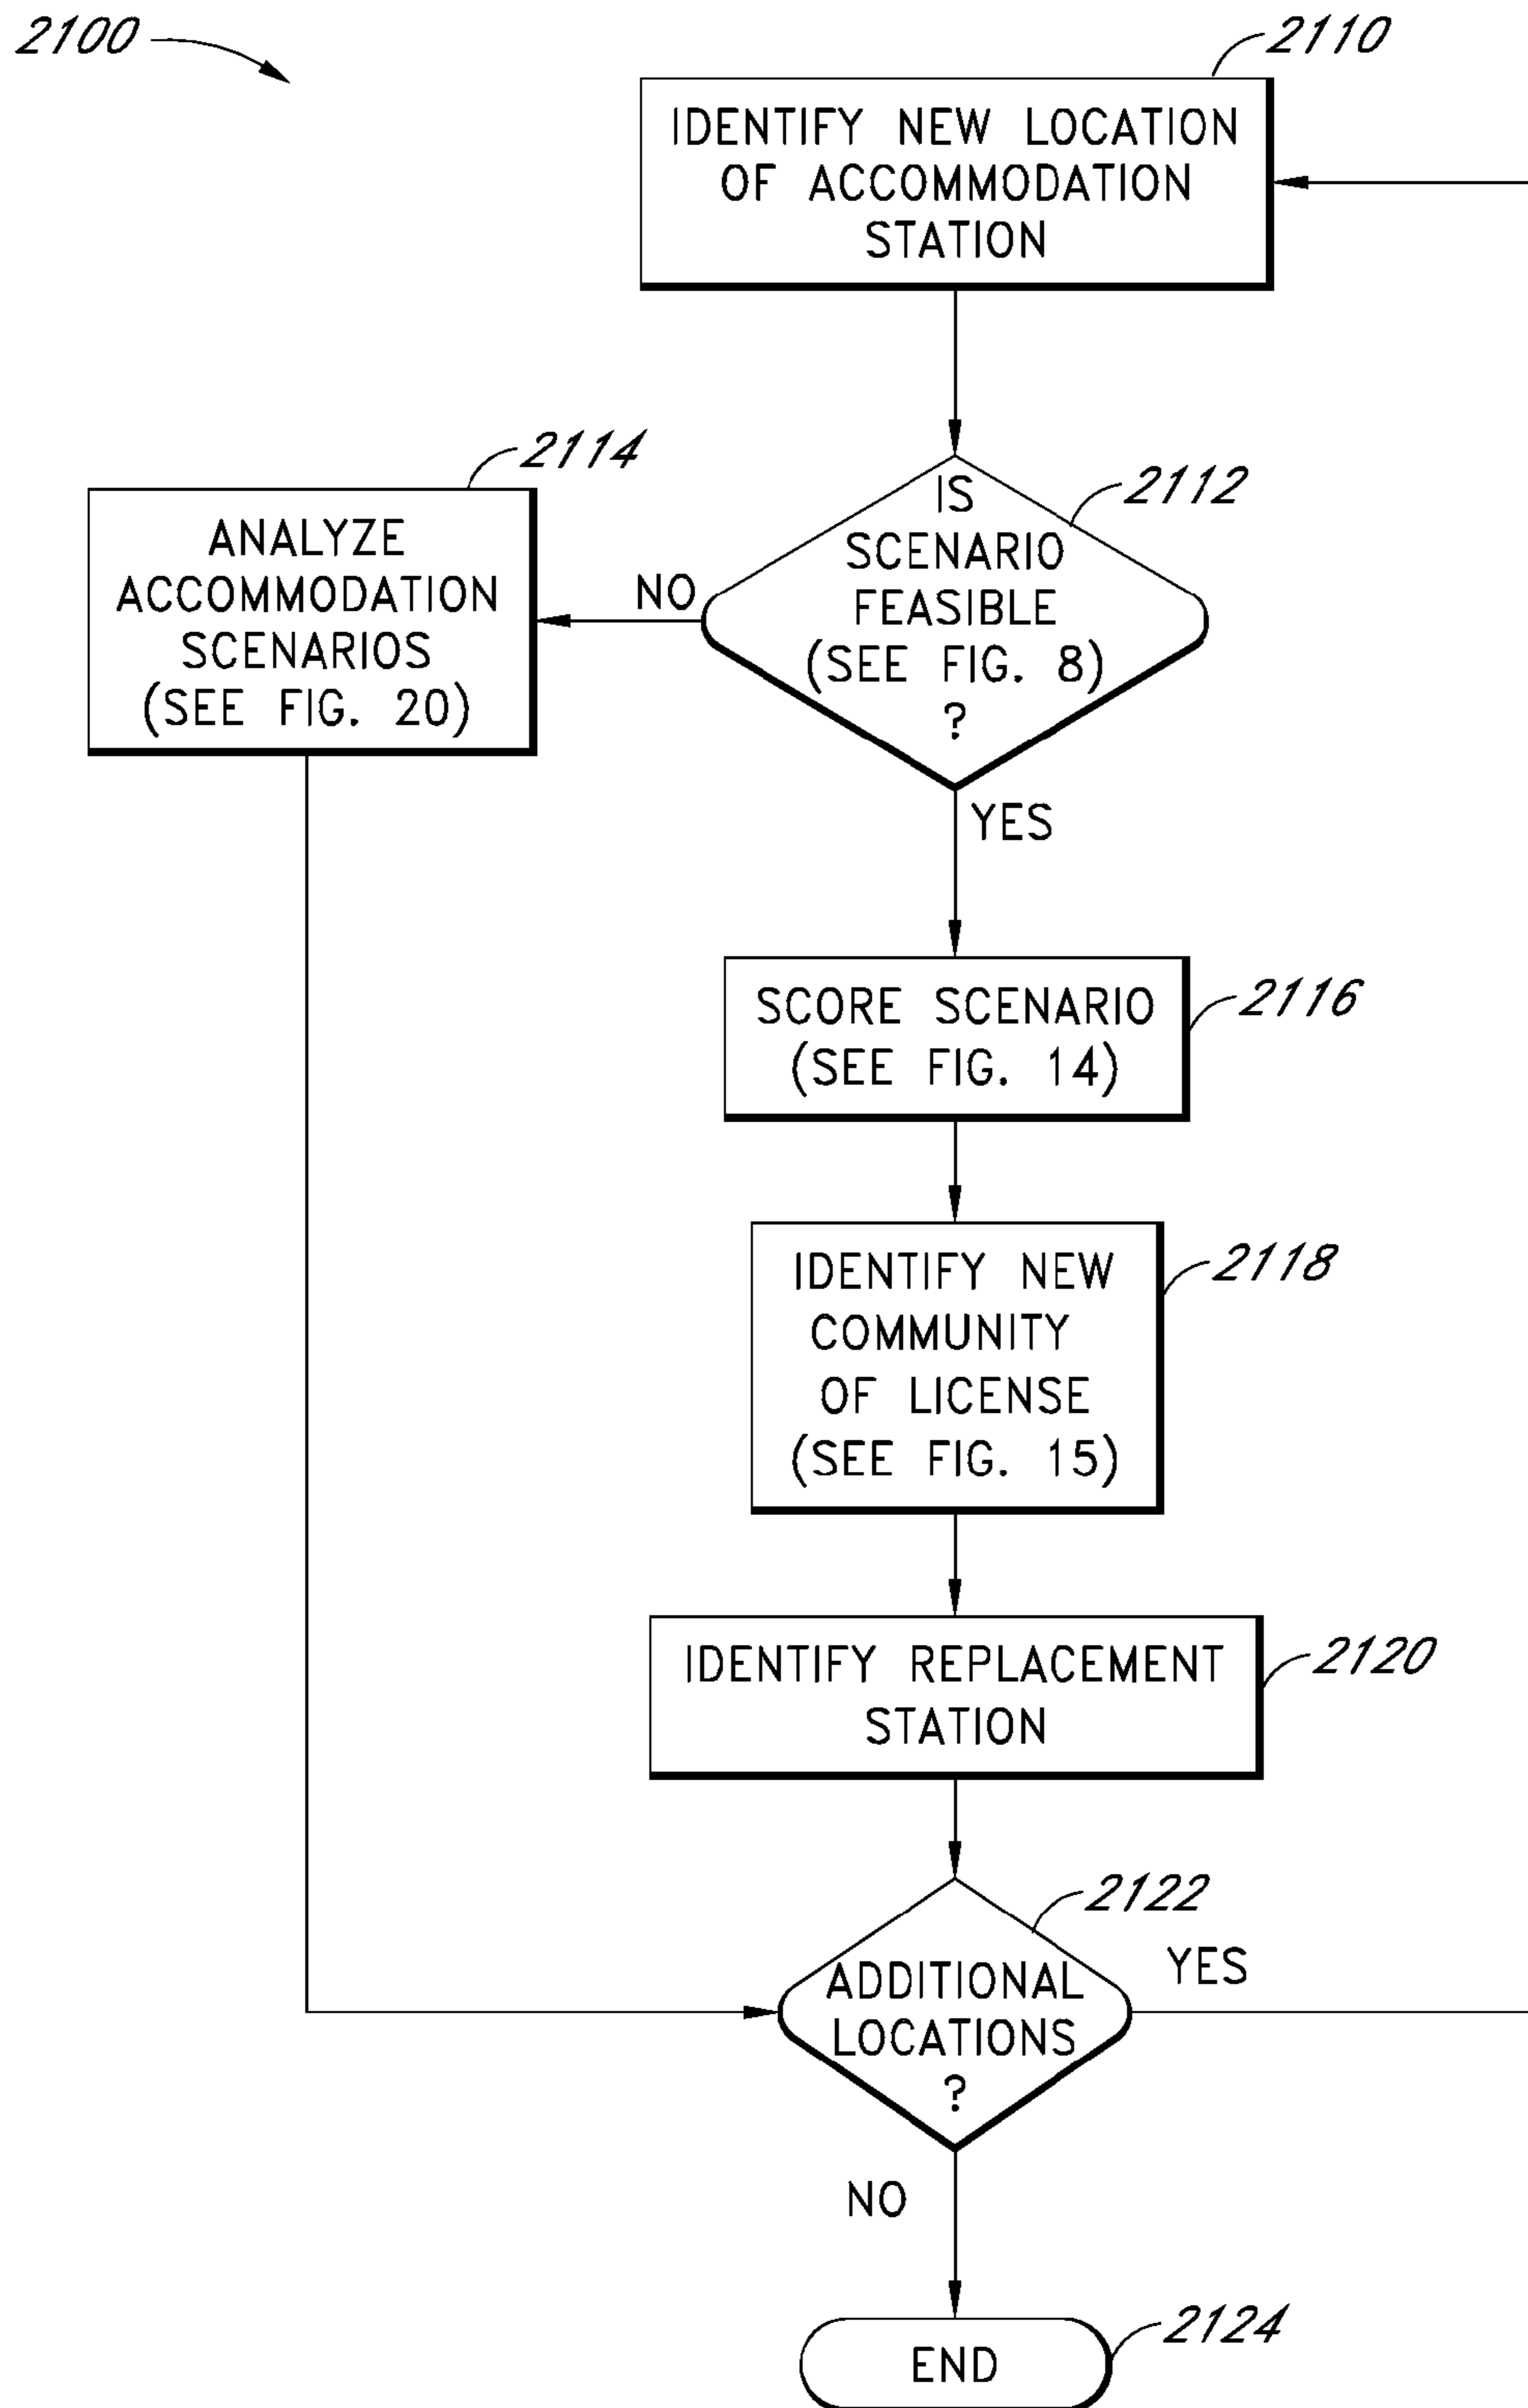 2100
2110
IDENTIFY NEW LOCATION
OF ACCOMMODATION
STATION
2114
ANALYZE
ACCOMMODATION
SCENARIOS
(SEE FIG. 20)
NO
2112
IS
SCENARIO
FEASIBLE
(SEE FIG. 8)
?
YES
2116
SCORE SCENARIO
(SEE FIG. 14)
2118
IDENTIFY NEW
COMMUNITY
OF LICENSE
(SEE FIG. 15)
2120
IDENTIFY REPLACEMENT
STATION
2122
ADDITIONAL
LOCATIONS
?
YES
NO
2124
END